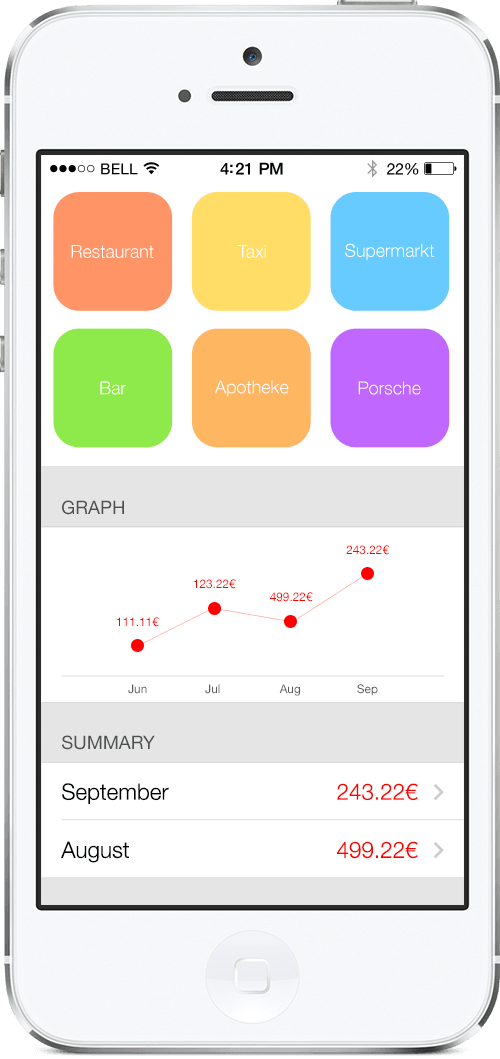 BELL 4:21 PM 22%
Restaurant Taxi Supermarkt
Bar Apotheke Porsche
GRAPH
243.22€
123.22€
499.22€
111.11€
Jun Jul Aug Sep
SUMMARY
September 243.22€
August 499.22€